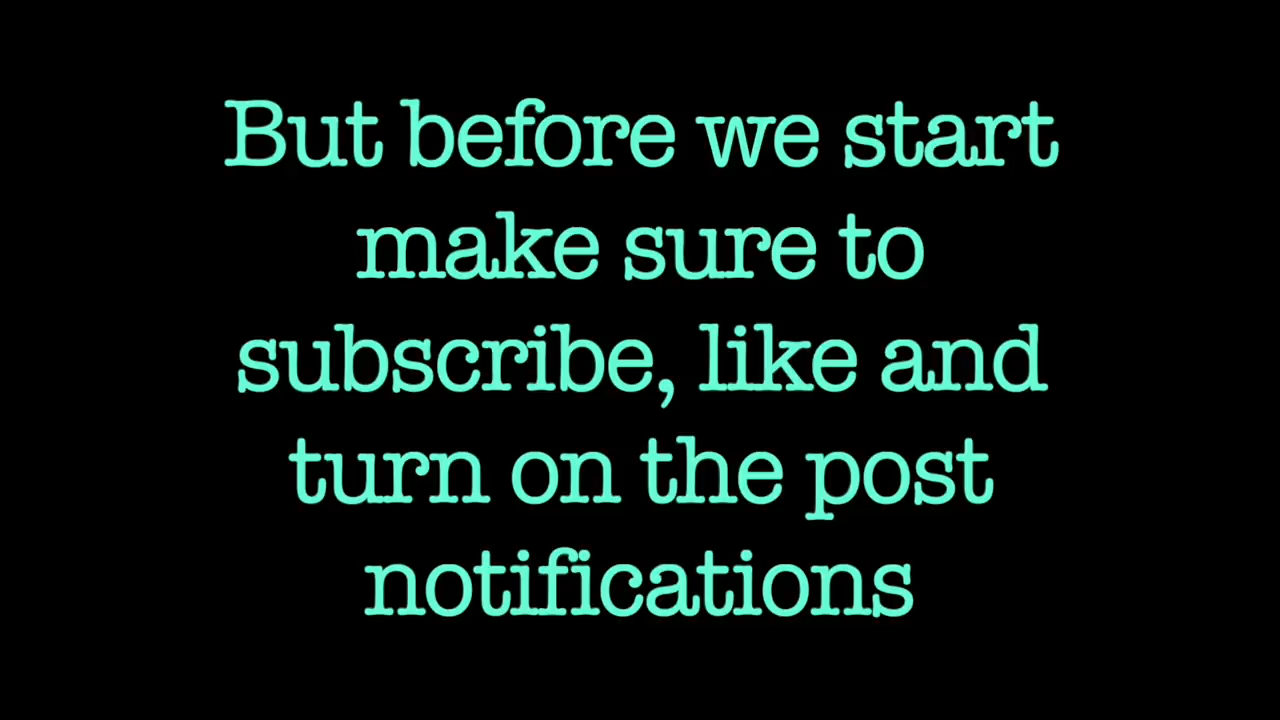 But before we start
make sure to
subscribe, like and
turn on the post
notifications